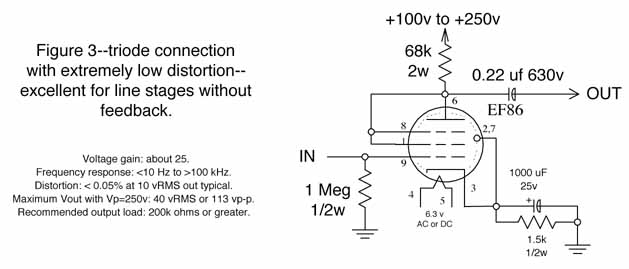 Figure 3--triode connection
with extremely low distortion--
excellent for line stages without
feedback.
Voltage gain: about 25.
Frequency response: <10 Hz to >100 kHz.
Distortion: < 0.05% at 10 vRMS out typical.
Maximum Vout with Vp=250v: 40 vRMS or 113 vp-p.
Recommended output load: 200k ohms or greater.
+100v to +250v
68k
2w
0.22 uf 630v
OUT
6
EF86
8
1
2,7
IN
9
3
1 Meg
1/2w
4
5
6.3 v
AC or DC
1000 uF
25v
+
1.5k
1/2w